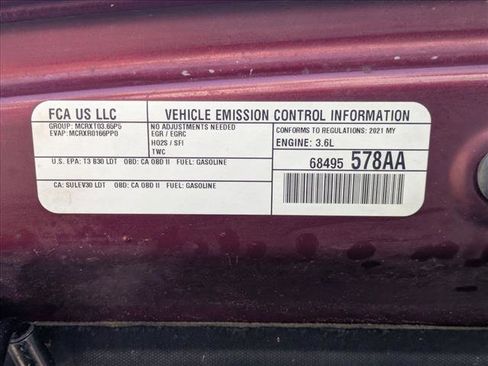 FCA US LLC
VEHICLE EMISSION CONTROL INFORMATION
GROUP: MCRXT03.65P5
EVAP: MCRXR0166PP0
NO ADJUSTMENTS NEEDED
EGR / EGRC
HO2S / SFI
TWC
CONFORMS TO REGULATIONS: 2021 MY
ENGINE: 3.6L
68495 578AA
U.S. EPA: T3 B30 LDT OBD: CA OBD II FUEL: GASOLINE
CA: SULEV30 LDT OBD: CA OBD II FUEL: GASOLINE